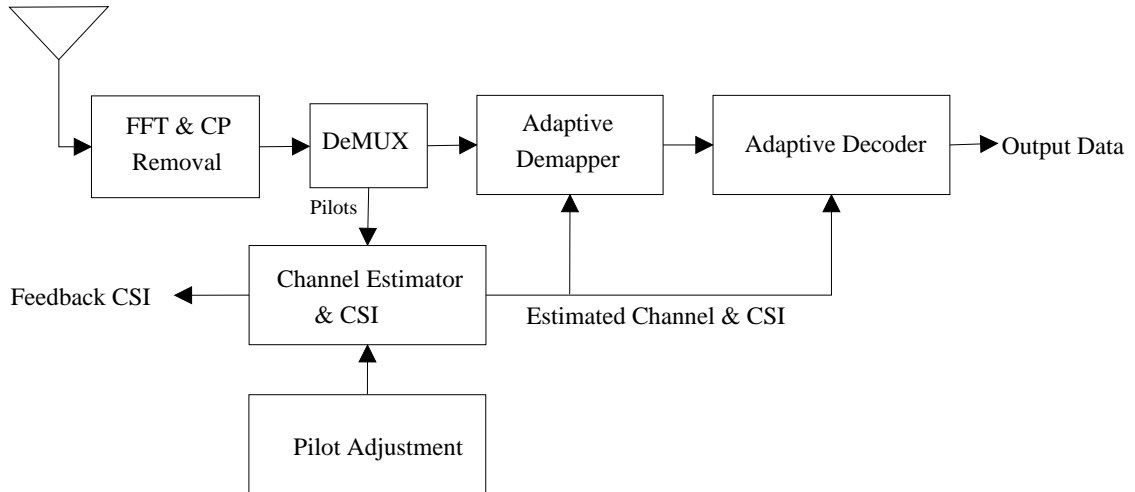 FFT & CP
Removal
DeMUX
Adaptive
Demapper
Adaptive Decoder
Output Data
Pilots
Feedback CSI
Channel Estimator
& CSI
Estimated Channel & CSI
Pilot Adjustment